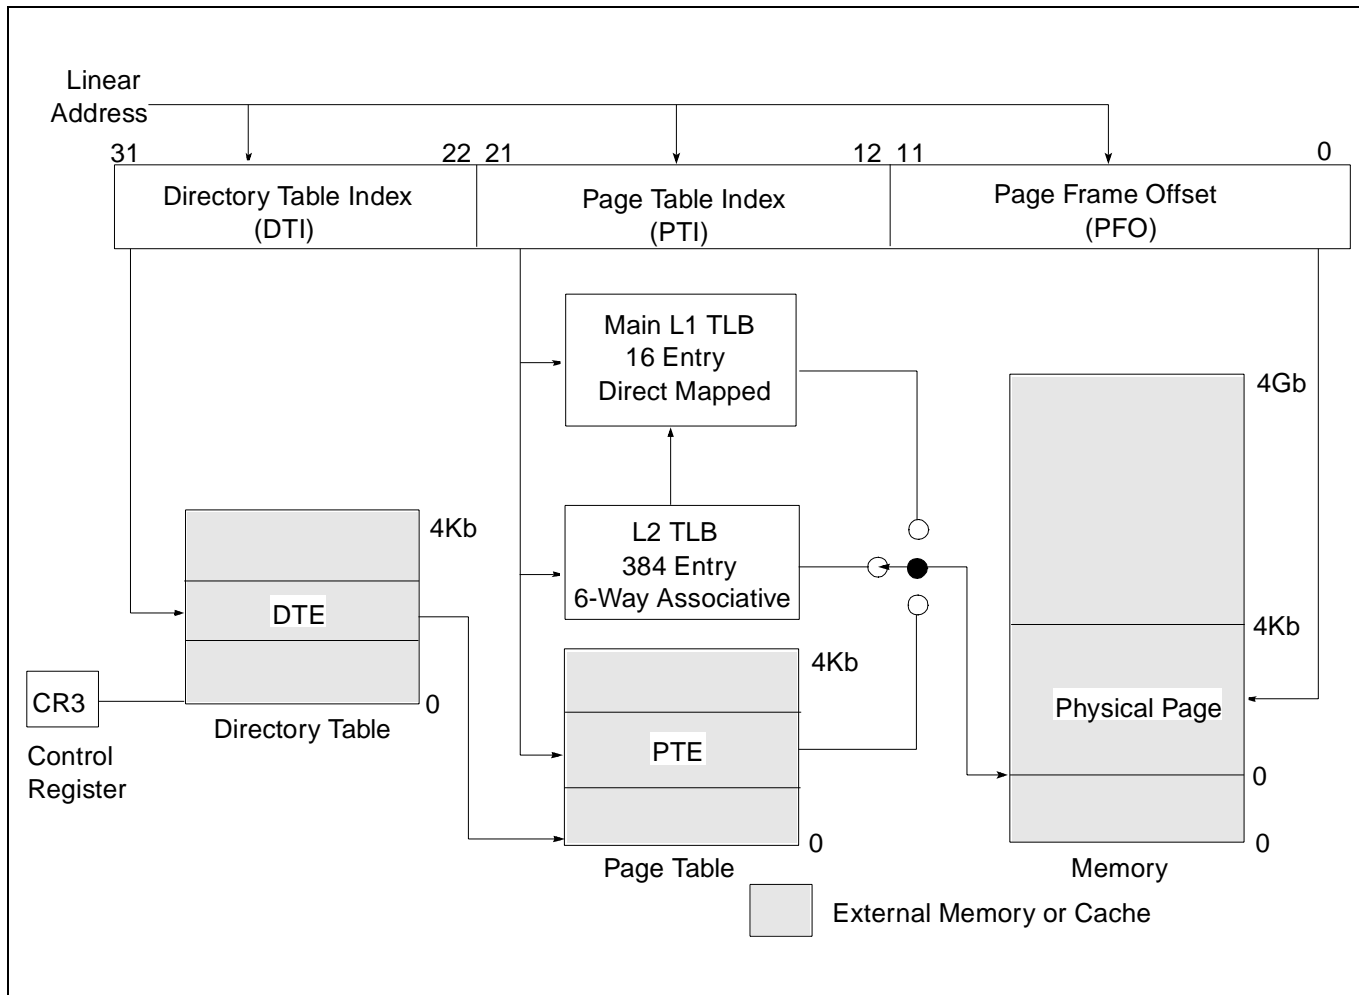 Linear
Address
31
22
21
12
11
0
Directory Table Index
(DTI)
Page Table Index
(PTI)
Page Frame Offset
(PFO)
Main L1 TLB
16 Entry
Direct Mapped
4Gb
L2 TLB
384 Entry
6-Way Associative
4Kb
DTE
0
CR3
Directory Table
Control
Register
4Kb
PTE
0
Page Table
4Kb
Physical Page
0
0
Memory
External Memory or Cache